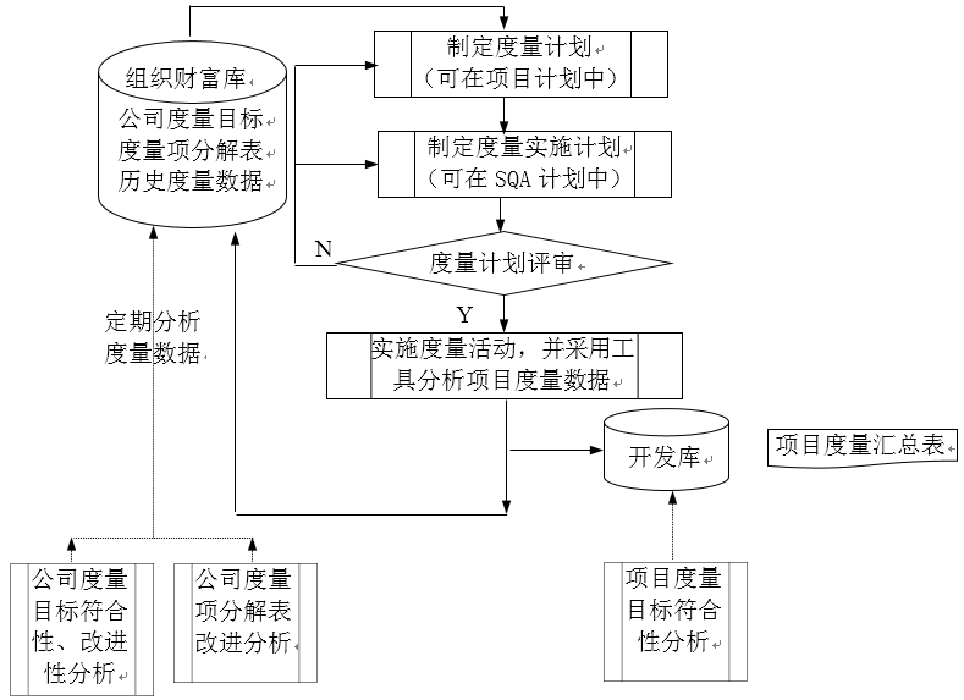 制定度量计划
（可在项目计划中）
组织财富库
公司度量目标
度量项分解表
历史度量数据
制定度量实施计划
（可在 SQA 计划中）
N
度量计划评审
Y
定期分析
度量数据
实施度量活动，并采用工
具分析项目度量数据
开发库
项目度量汇总表
公司度量
目标符合
性、改进
性分析
公司度量
项分解表
改进分析
项目度量
目标符合
性分析